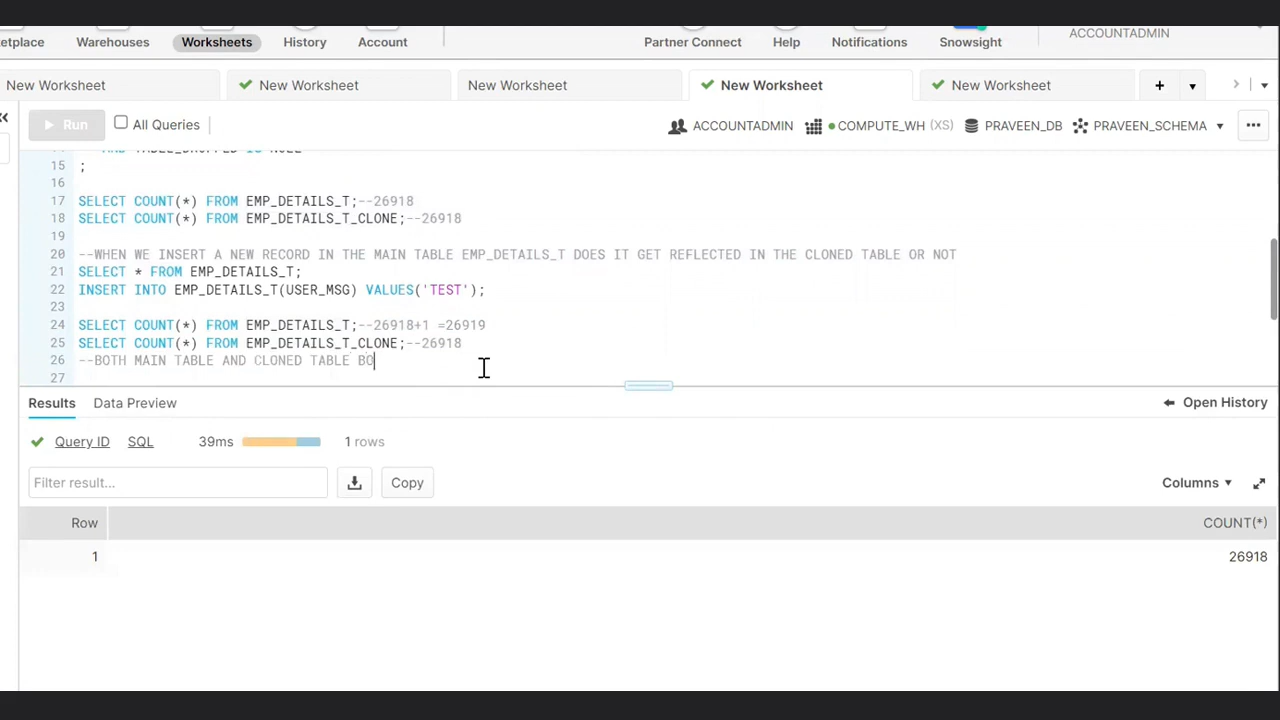 etplace Warehouses Worksheets History Account Partner Connect Help Notifications Snowsight ACCOUNTADMIN
New Worksheet New Worksheet New Worksheet New Worksheet New Worksheet +
Run All Queries ACCOUNTADMIN COMPUTE_WH (XS) PRAVEEN_DB PRAVEEN_SCHEMA
15 ;
16
17 SELECT COUNT(*) FROM EMP_DETAILS_T;--26918
18 SELECT COUNT(*) FROM EMP_DETAILS_T_CLONE;--26918
19
20 --WHEN WE INSERT A NEW RECORD IN THE MAIN TABLE EMP_DETAILS_T DOES IT GET REFLECTED IN THE CLONED TABLE OR NOT
21 SELECT * FROM EMP_DETAILS_T;
22 INSERT INTO EMP_DETAILS_T(USER_MSG) VALUES('TEST');
23
24 SELECT COUNT(*) FROM EMP_DETAILS_T;--26918+1 =26919
25 SELECT COUNT(*) FROM EMP_DETAILS_T_CLONE;--26918
26 --BOTH MAIN TABLE AND CLONED TABLE BO
27
Results Data Preview Open History
Query ID SQL 39ms 1 rows
Filter result... Copy Columns
Row COUNT(*)
1 26918